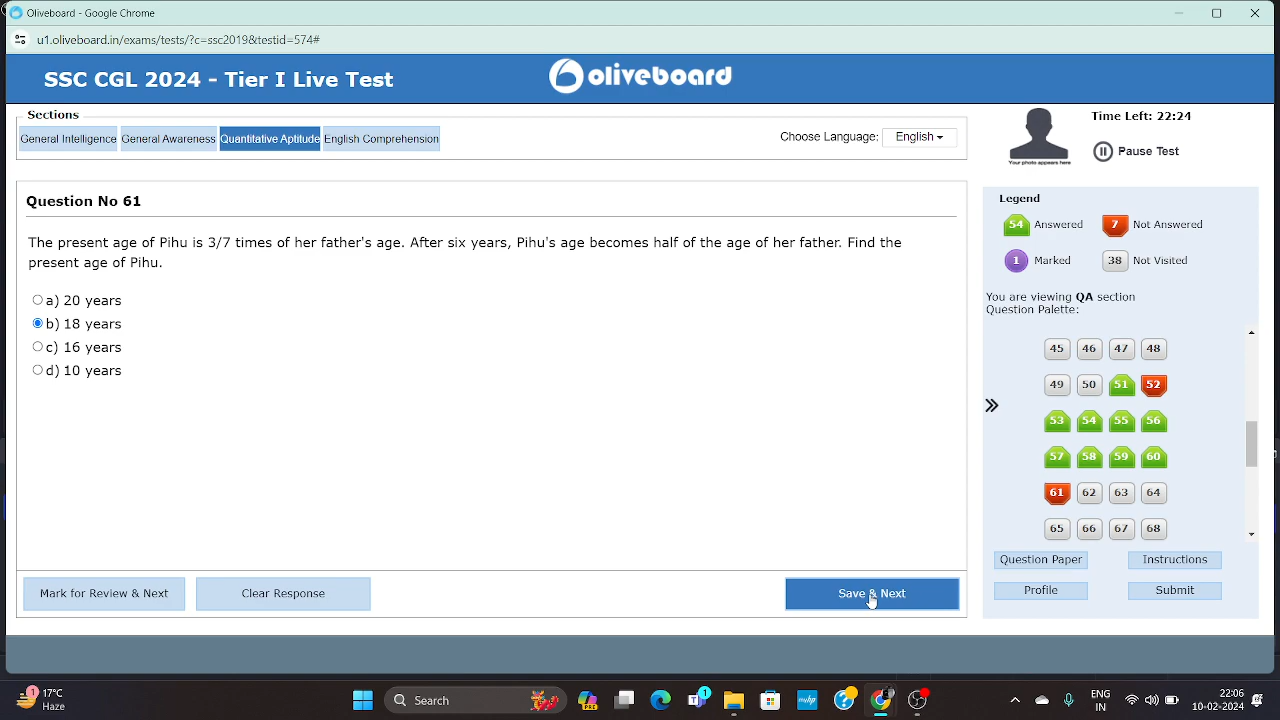 Oliveboard - Google Chrome
u1.oliveboard.in/exams/tests/?c=ssc2019&testid=574#
SSC CGL 2024 - Tier I Live Test
oliveboard
Sections
General Intelligence General Awareness Quantitative Aptitude English Comprehension
Choose Language: English
Your photo appears here
Time Left: 22:24
Pause Test
Question No 61
The present age of Pihu is 3/7 times of her father's age. After six years, Pihu's age becomes half of the age of her father. Find the
present age of Pihu.
a) 20 years
b) 18 years
c) 16 years
d) 10 years
Mark for Review & Next Clear Response Save & Next
Legend
54 Answered 7 Not Answered
1 Marked 38 Not Visited
You are viewing QA section
Question Palette:
45 46 47 48
49 50 51 52
53 54 55 56
57 58 59 60
61 62 63 64
65 66 67 68
Question Paper Instructions
Profile Submit
17°C
Haze
Search
1
ENG
IN
22:06
10-02-2024